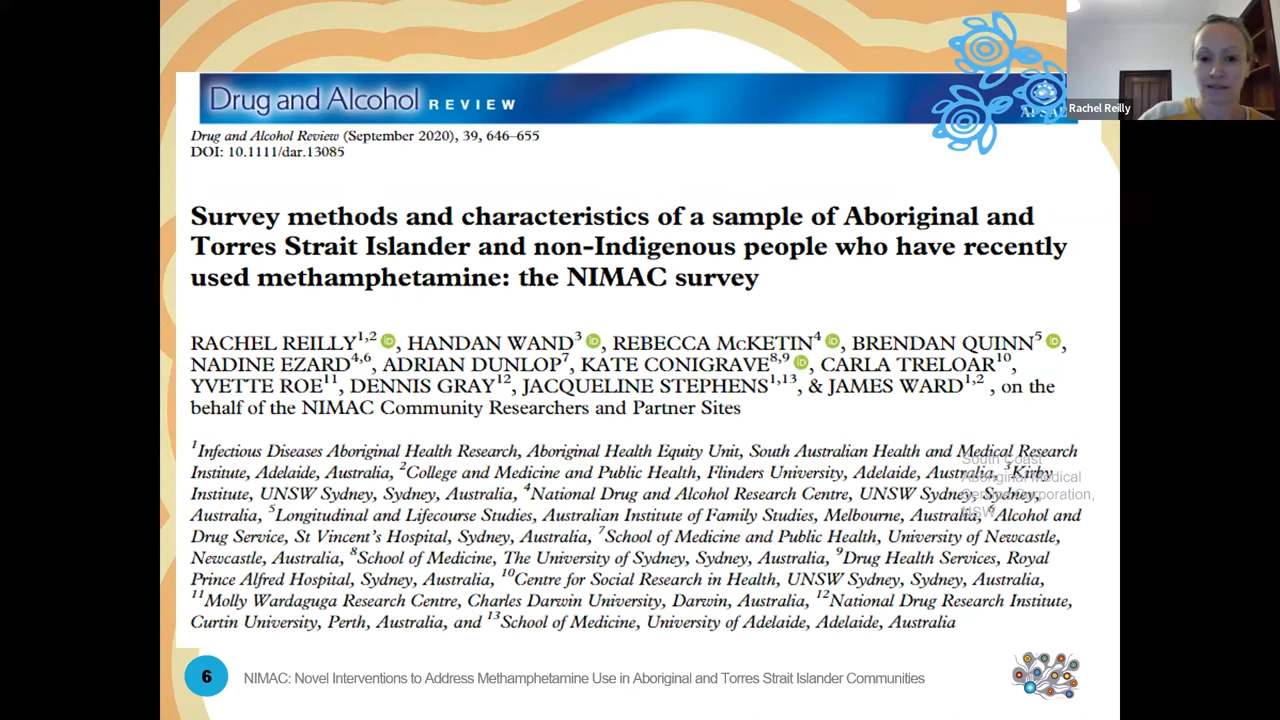 Drug and Alcohol REVIEW
Rachel Reilly
Drug and Alcohol Review (September 2020), 39, 646–655
DOI: 10.1111/dar.13085
Survey methods and characteristics of a sample of Aboriginal and
Torres Strait Islander and non-Indigenous people who have recently
used methamphetamine: the NIMAC survey
RACHEL REILLY1,2 iD, HANDAN WAND3 iD, REBECCA McKETIN4 iD, BRENDAN QUINN5 iD,
NADINE EZARD4,6, ADRIAN DUNLOP7, KATE CONIGRAVE8,9 iD, CARLA TRELOAR10,
YVETTE ROE11, DENNIS GRAY12, JACQUELINE STEPHENS1,13, & JAMES WARD1,2, on the
behalf of the NIMAC Community Researchers and Partner Sites
1Infectious Diseases Aboriginal Health Research, Aboriginal Health Equity Unit, South Australian Health and Medical Research
Institute, Adelaide, Australia, 2College and Medicine and Public Health, Flinders University, Adelaide, Australia, 3Kirby
Institute, UNSW Sydney, Sydney, Australia, 4National Drug and Alcohol Research Centre, UNSW Sydney, Sydney,
Australia, 5Longitudinal and Lifecourse Studies, Australian Institute of Family Studies, Melbourne, Australia, 6Alcohol and
Drug Service, St Vincent's Hospital, Sydney, Australia, 7School of Medicine and Public Health, University of Newcastle,
Newcastle, Australia, 8School of Medicine, The University of Sydney, Sydney, Australia, 9Drug Health Services, Royal
Prince Alfred Hospital, Sydney, Australia, 10Centre for Social Research in Health, UNSW Sydney, Sydney, Australia,
11Molly Wardaguga Research Centre, Charles Darwin University, Darwin, Australia, 12National Drug Research Institute,
Curtin University, Perth, Australia, and 13School of Medicine, University of Adelaide, Adelaide, Australia
South Coast
Aboriginal Medical
Corporation,
NSW
6
NIMAC: Novel Interventions to Address Methamphetamine Use in Aboriginal and Torres Strait Islander Communities